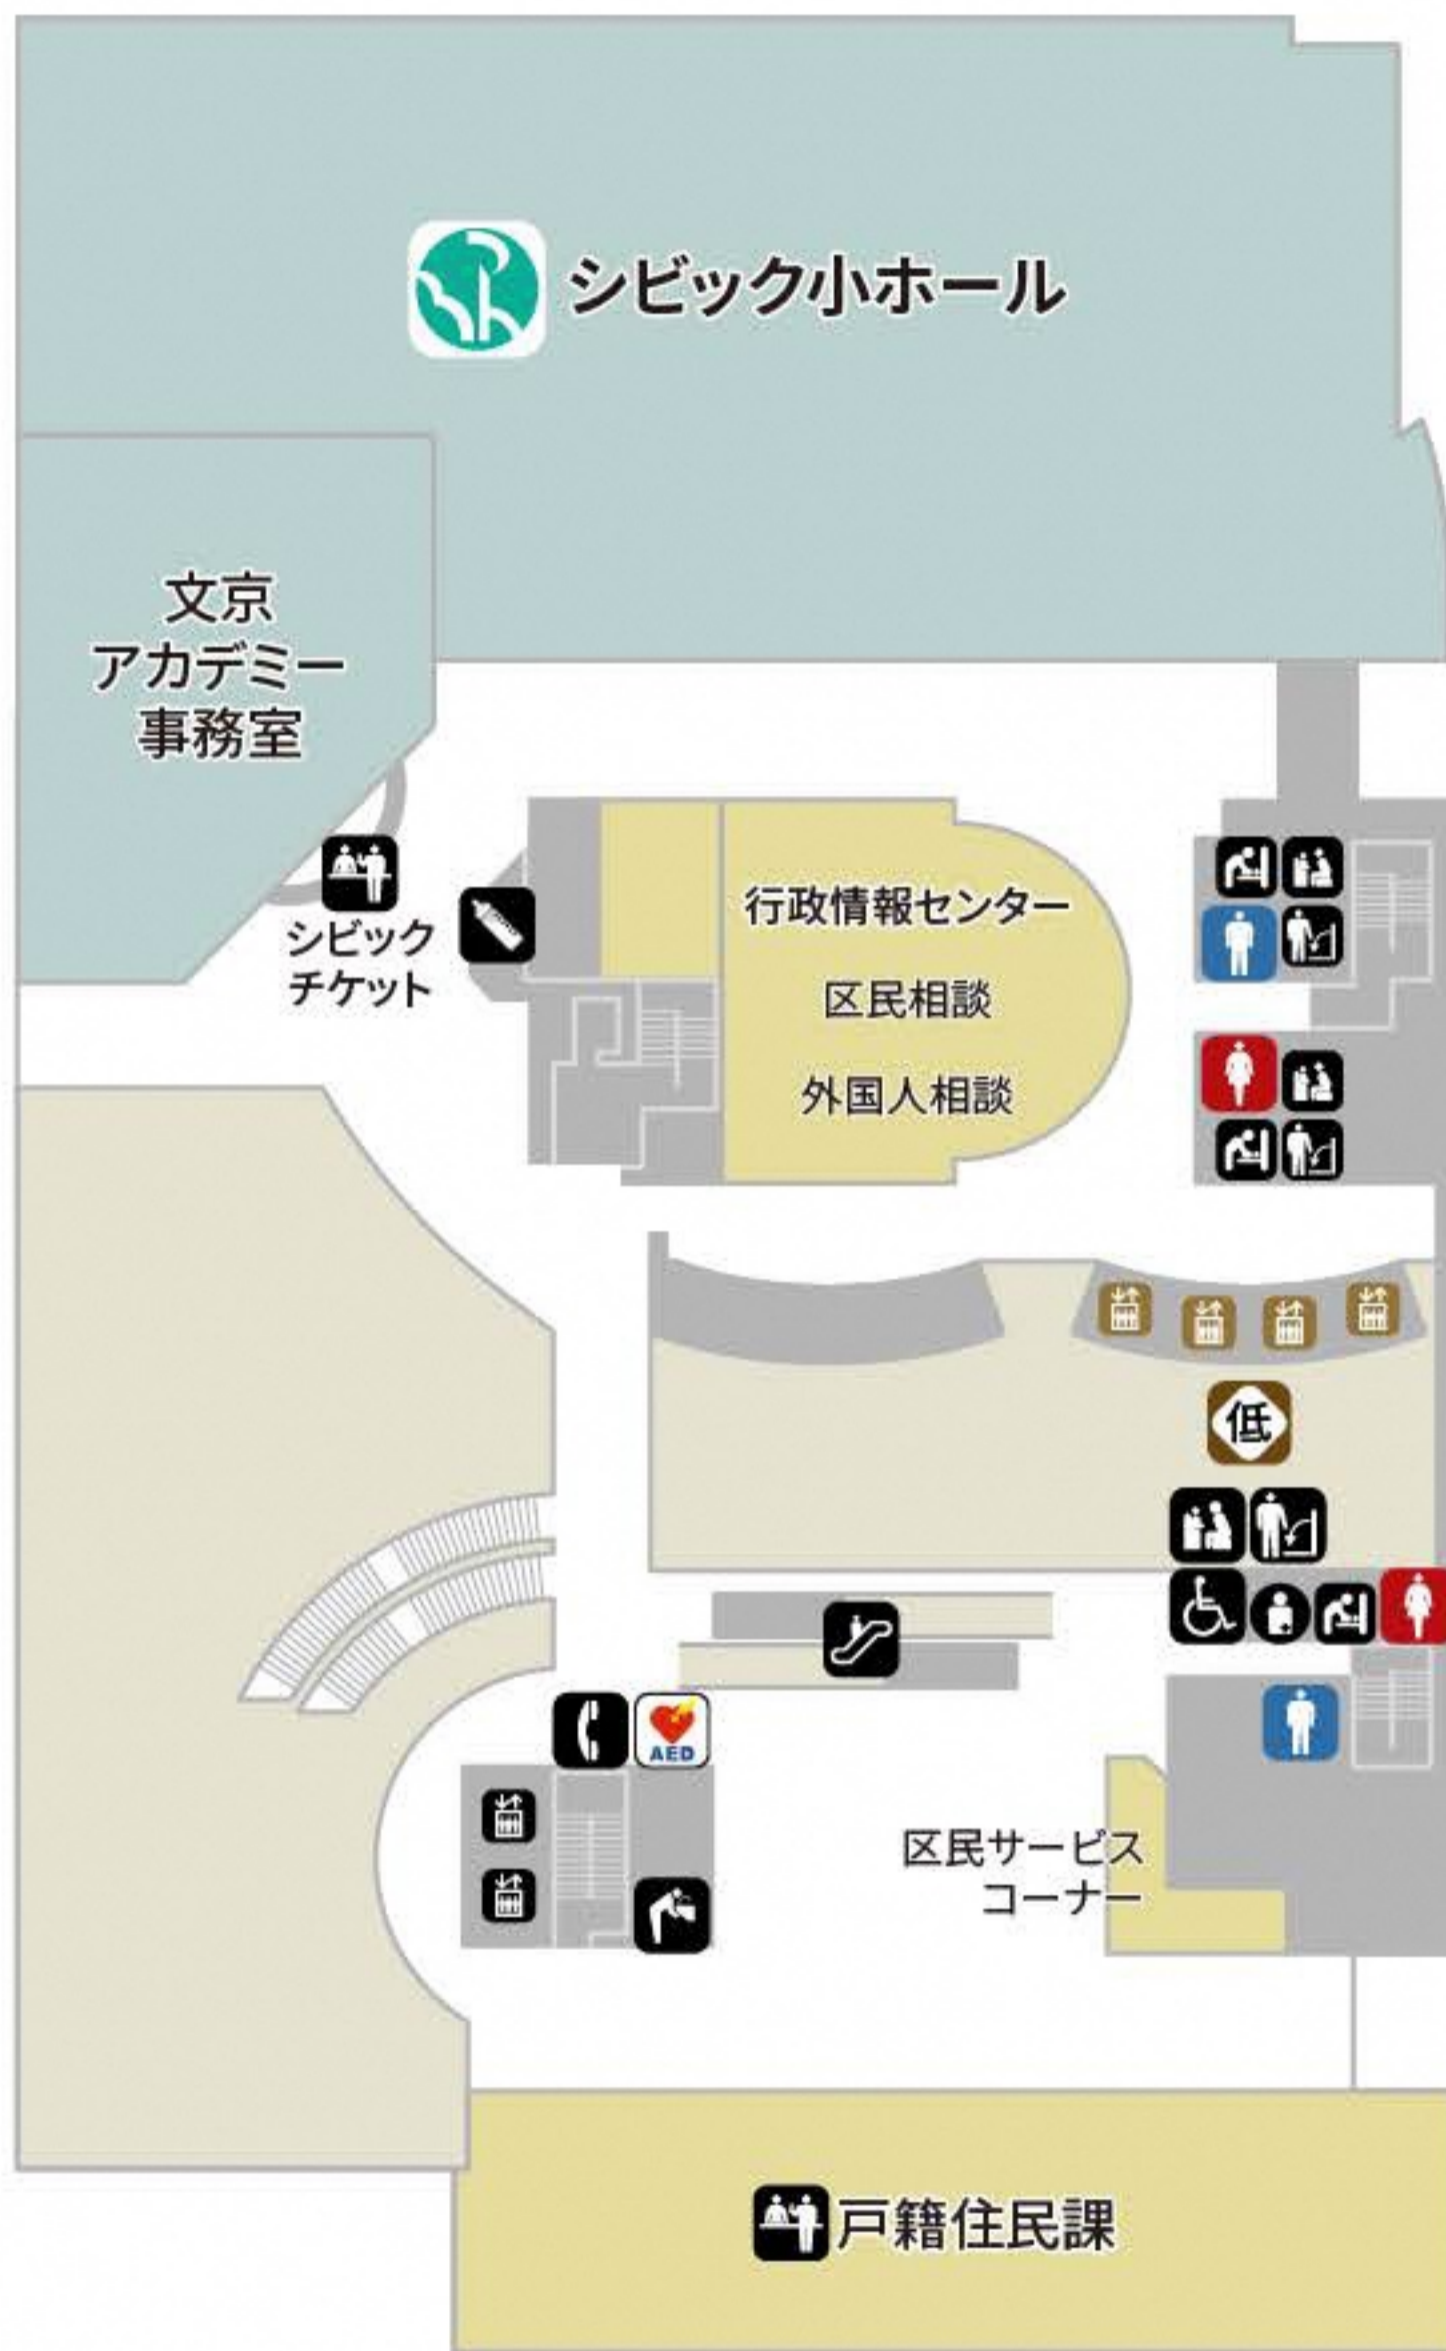 シビック小ホール
文京
アカデミー
事務室
シビック
チケット
行政情報センター
区民相談
外国人相談
低
AED
区民サービス
コーナー
戸籍住民課